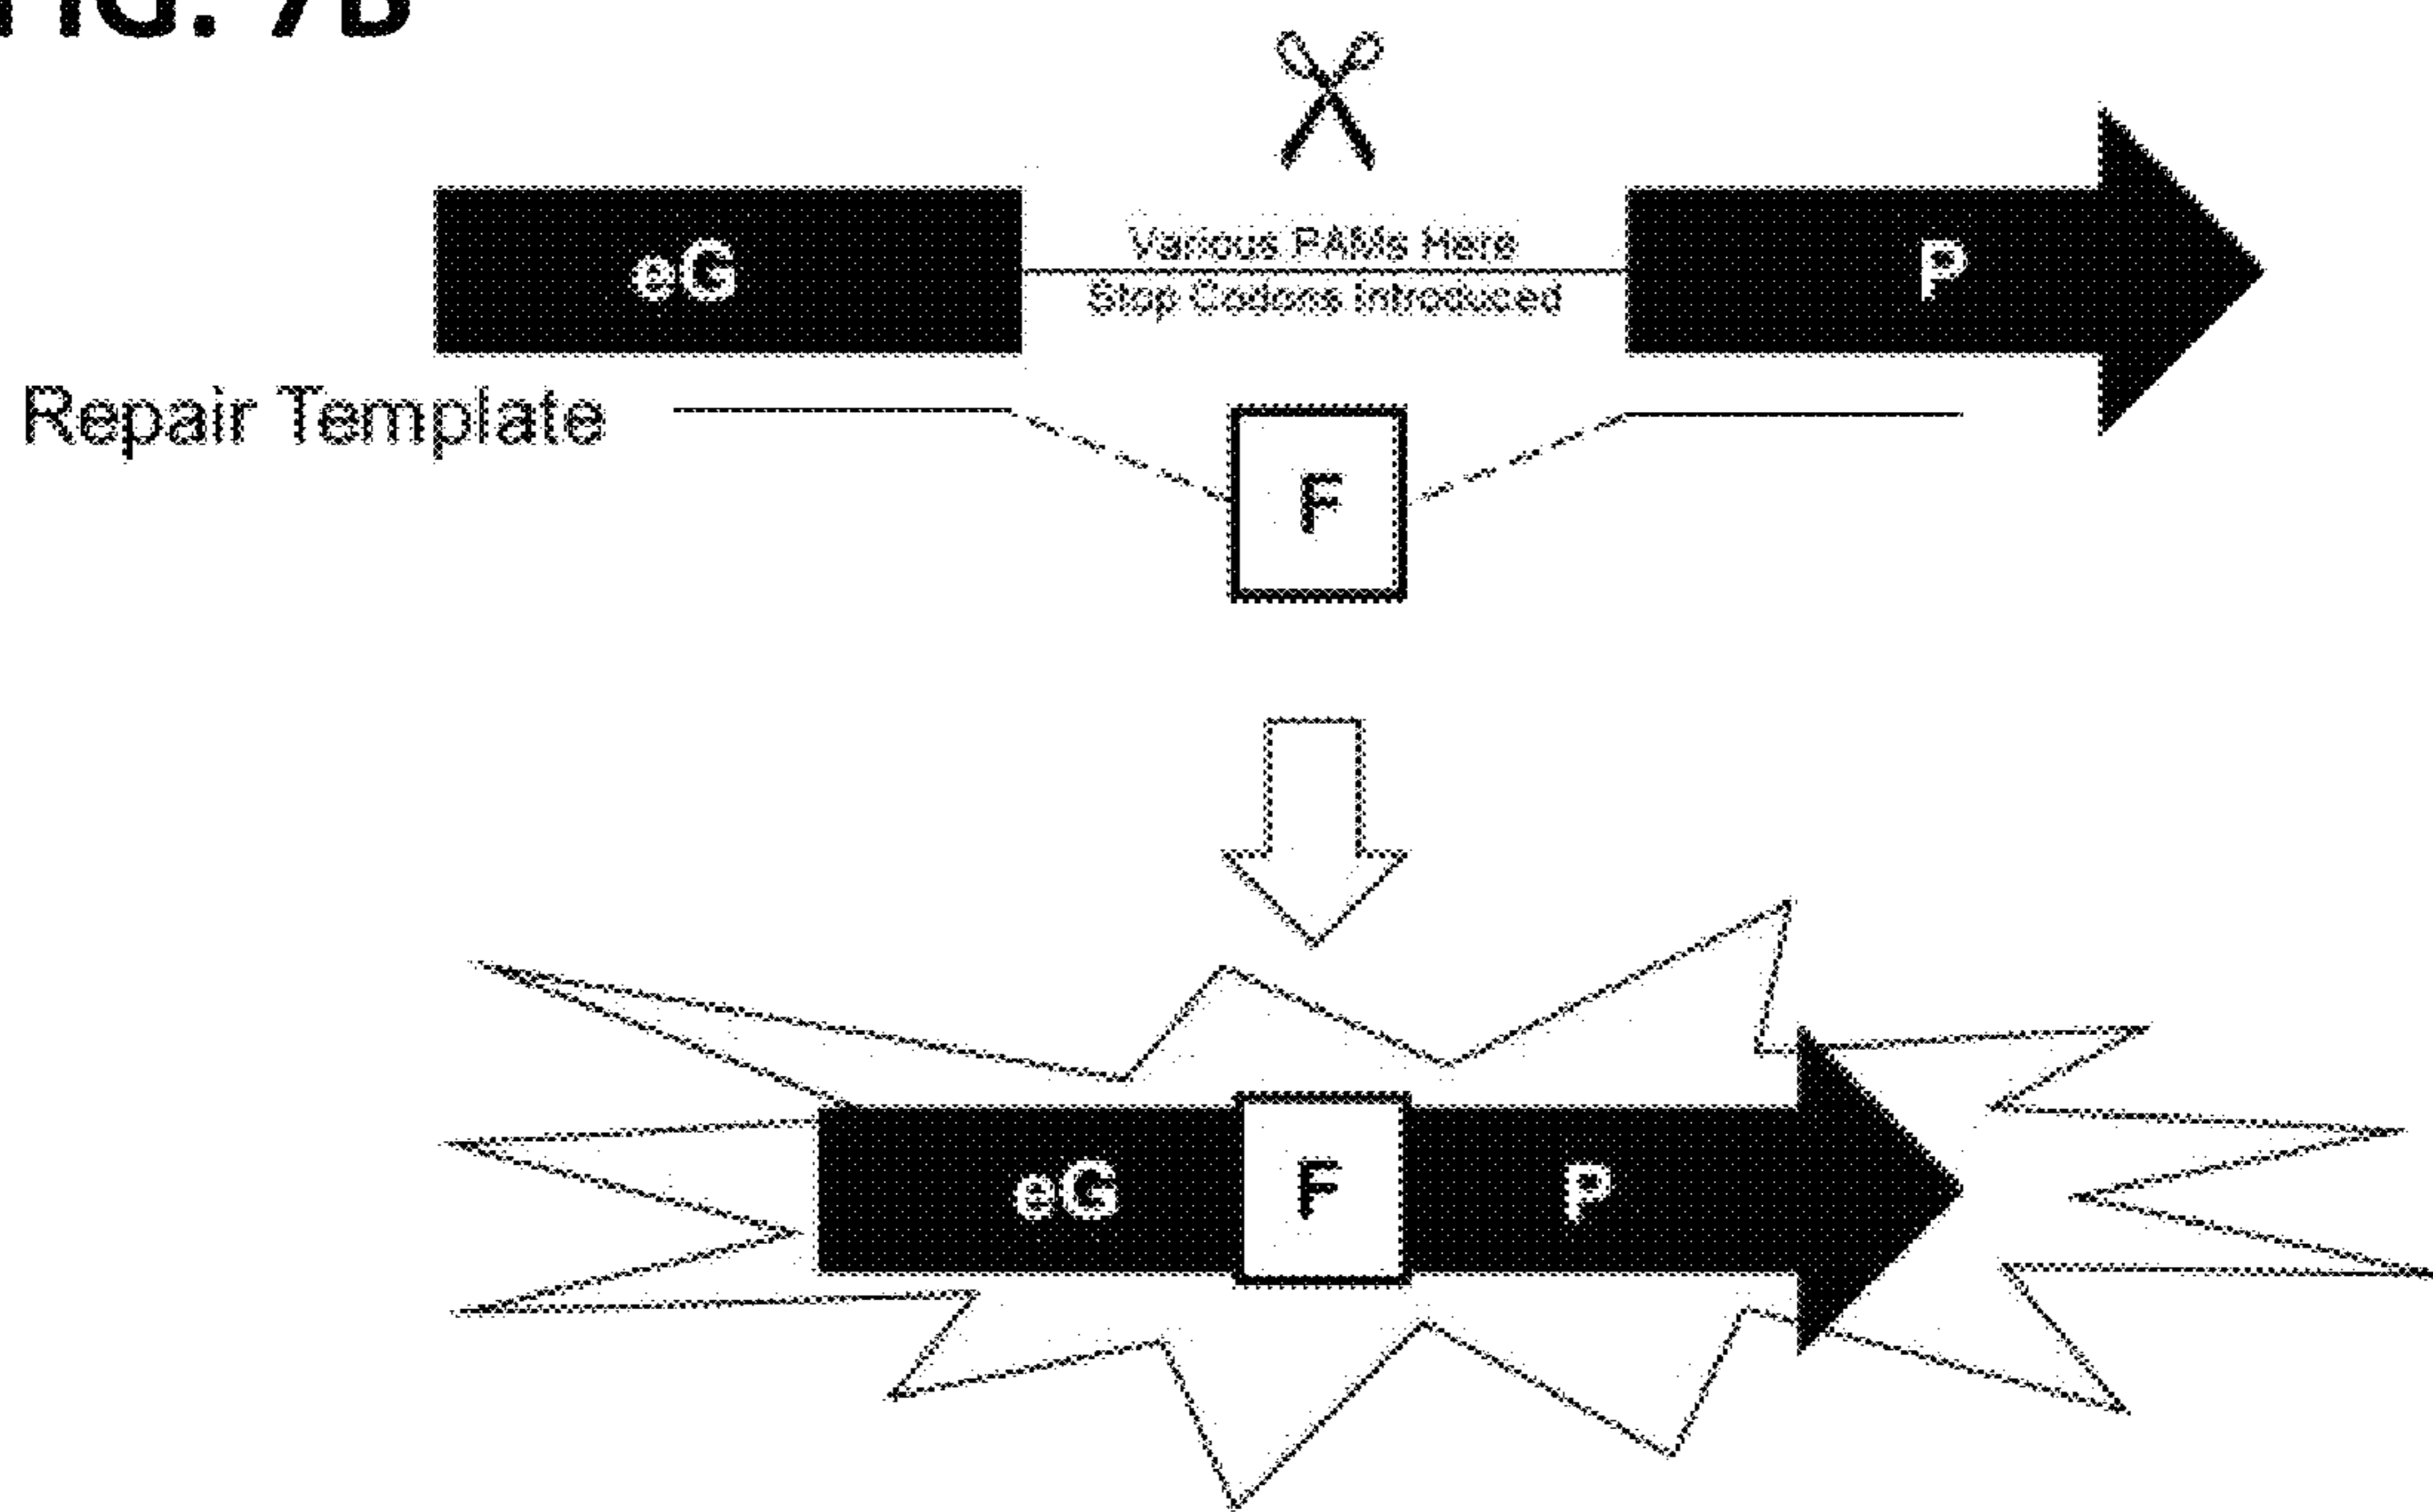 FIG. 7B
Various PAMs Here
eG
P
Stop Codons Introduced
Repair Template
F
eG
F
P